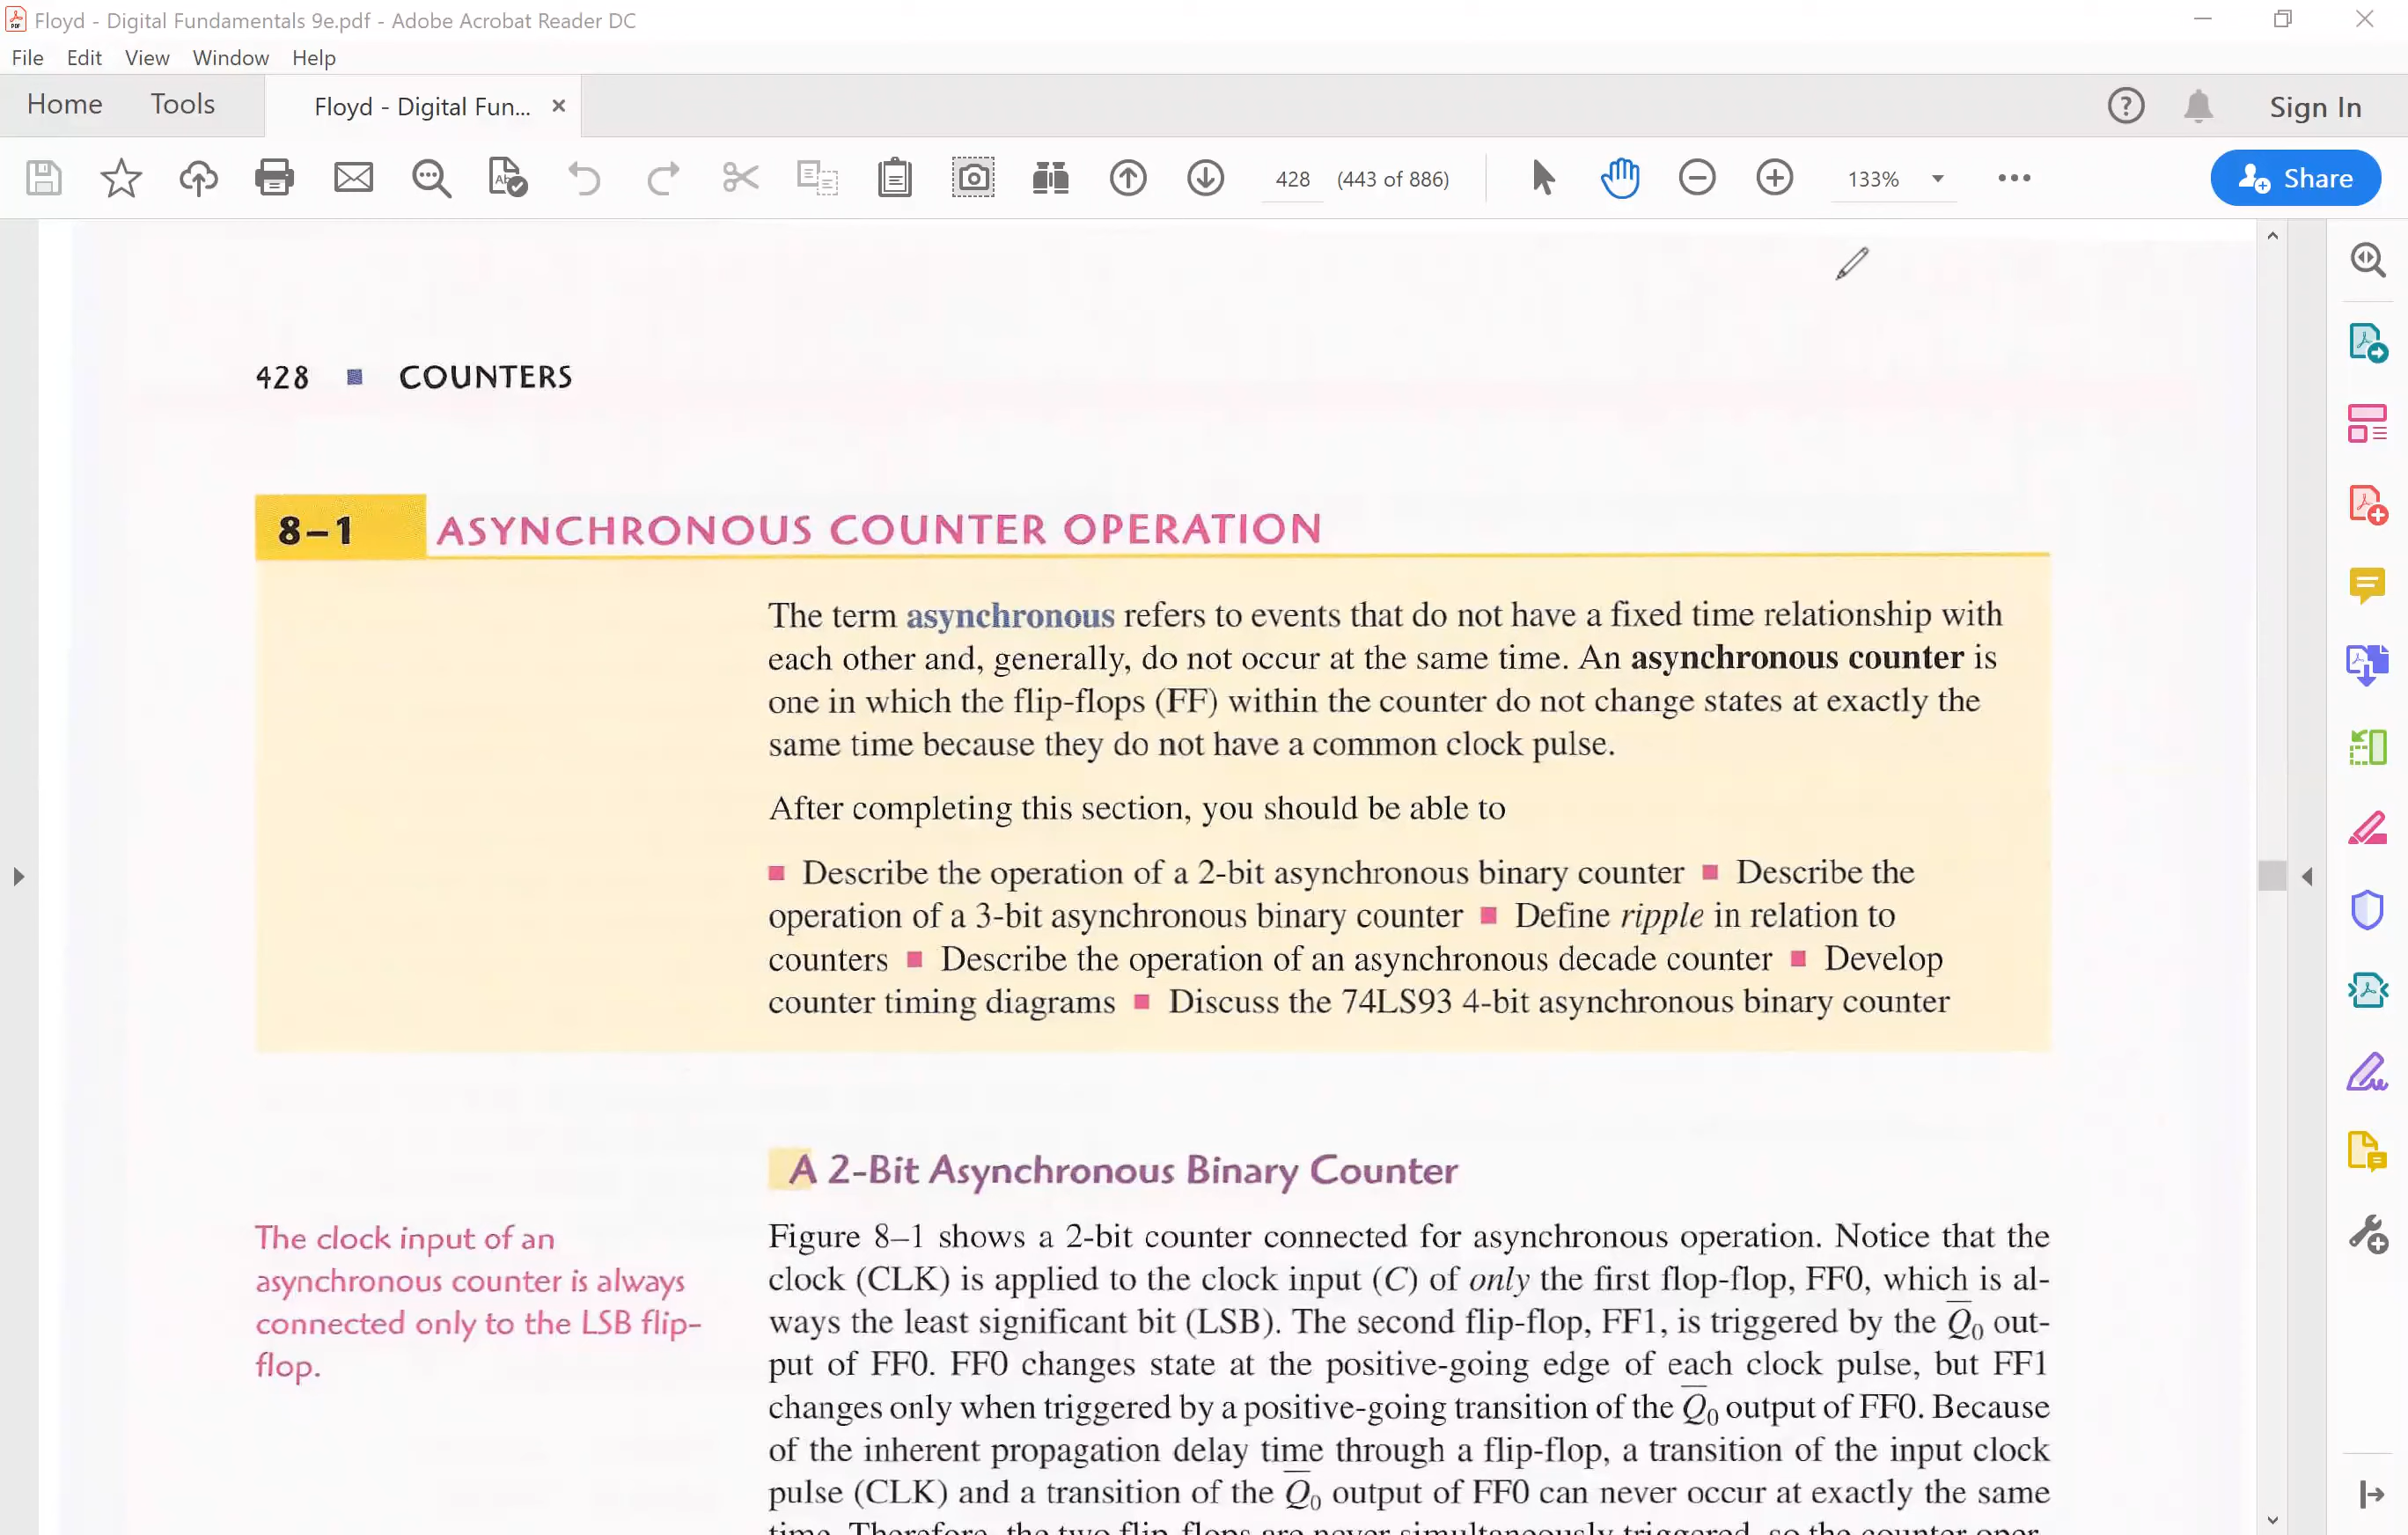 Floyd - Digital Fundamentals 9e.pdf - Adobe Acrobat Reader DC
File Edit View Window Help
Home Tools Floyd - Digital Fun... × Sign In
428 (443 of 886) 133% Share
428 ■ COUNTERS
8–1 ASYNCHRONOUS COUNTER OPERATION
The term asynchronous refers to events that do not have a fixed time relationship with
each other and, generally, do not occur at the same time. An asynchronous counter is
one in which the flip-flops (FF) within the counter do not change states at exactly the
same time because they do not have a common clock pulse.
After completing this section, you should be able to
■ Describe the operation of a 2-bit asynchronous binary counter ■ Describe the
operation of a 3-bit asynchronous binary counter ■ Define ripple in relation to
counters ■ Describe the operation of an asynchronous decade counter ■ Develop
counter timing diagrams ■ Discuss the 74LS93 4-bit asynchronous binary counter
A 2-Bit Asynchronous Binary Counter
The clock input of an
asynchronous counter is always
connected only to the LSB flip-
flop.
Figure 8–1 shows a 2-bit counter connected for asynchronous operation. Notice that the
clock (CLK) is applied to the clock input (C) of only the first flop-flop, FF0, which is al-
ways the least significant bit (LSB). The second flip-flop, FF1, is triggered by the Q̅0 out-
put of FF0. FF0 changes state at the positive-going edge of each clock pulse, but FF1
changes only when triggered by a positive-going transition of the Q̅0 output of FF0. Because
of the inherent propagation delay time through a flip-flop, a transition of the input clock
pulse (CLK) and a transition of the Q̅0 output of FF0 can never occur at exactly the same
time. Therefore, the two flip-flops are never simultaneously triggered, so the counter oper-